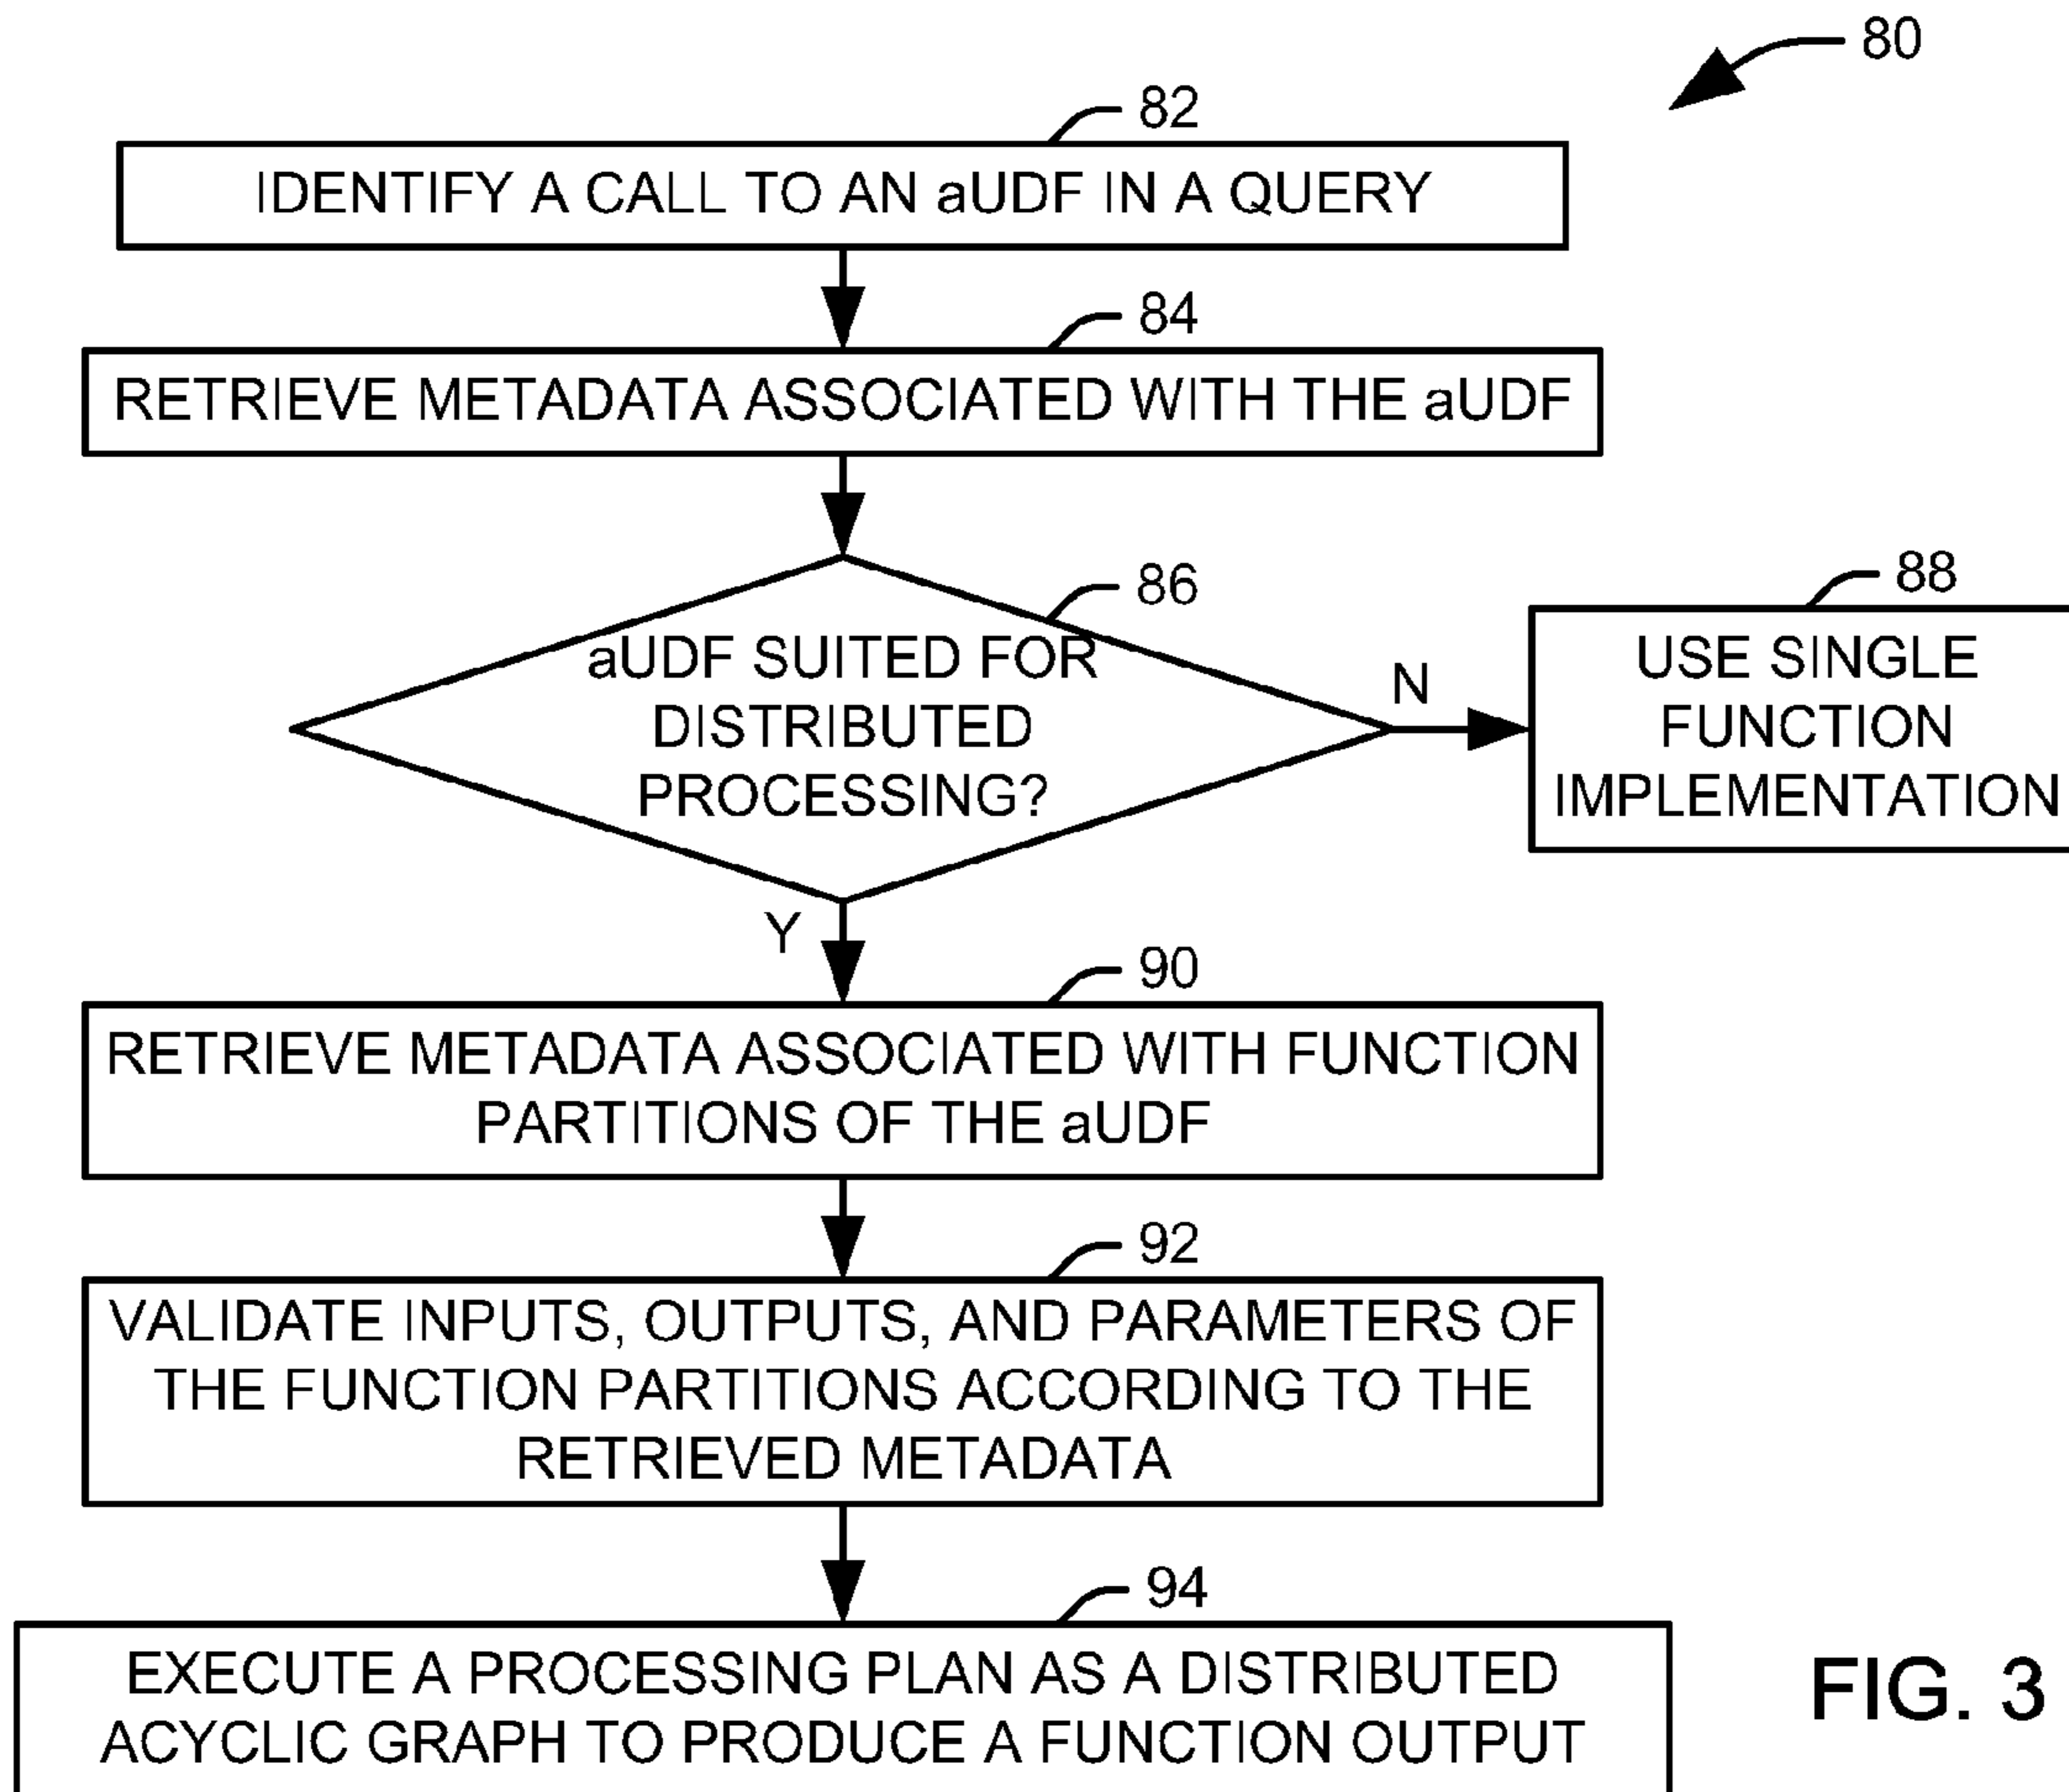 80
82
IDENTIFY A CALL TO AN aUDF IN A QUERY
84
RETRIEVE METADATA ASSOCIATED WITH THE aUDF
86
aUDF SUITED FOR
DISTRIBUTED
PROCESSING?
N
88
USE SINGLE
FUNCTION
IMPLEMENTATION
Y
90
RETRIEVE METADATA ASSOCIATED WITH FUNCTION
PARTITIONS OF THE aUDF
92
VALIDATE INPUTS, OUTPUTS, AND PARAMETERS OF
THE FUNCTION PARTITIONS ACCORDING TO THE
RETRIEVED METADATA
94
EXECUTE A PROCESSING PLAN AS A DISTRIBUTED
ACYCLIC GRAPH TO PRODUCE A FUNCTION OUTPUT
FIG. 3